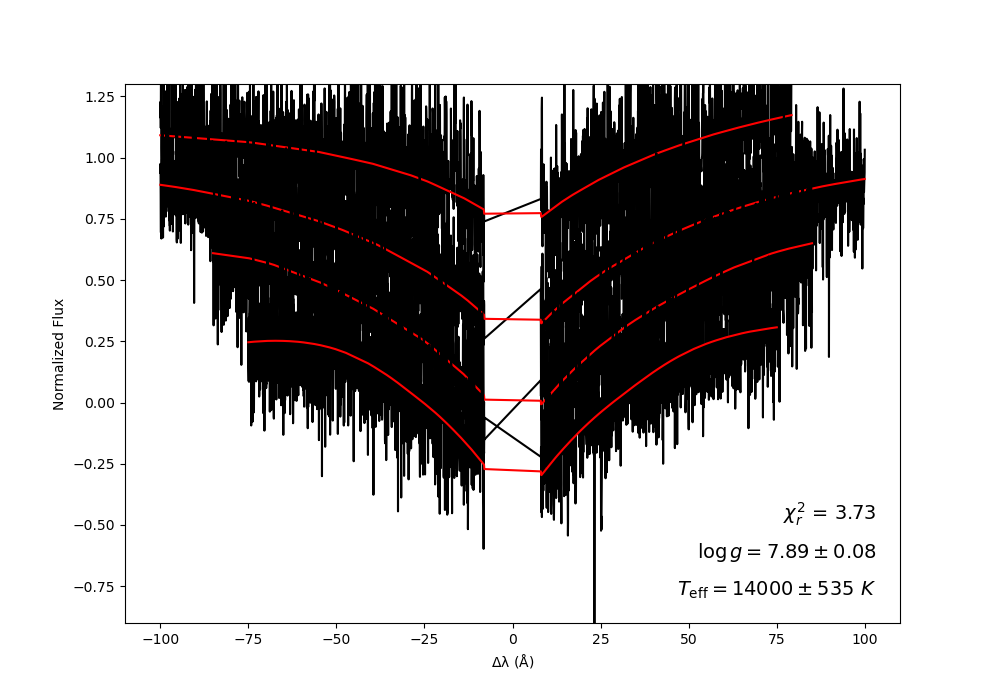 1.25
1.00
0.75
0.50
0.25
0.00
−0.25
−0.50
−0.75
Normalized Flux
χ²ᵣ = 3.73
log g = 7.89 ± 0.08
T_eff = 14000 ± 535 K
−100 −75 −50 −25 0 25 50 75 100
Δλ (Å)